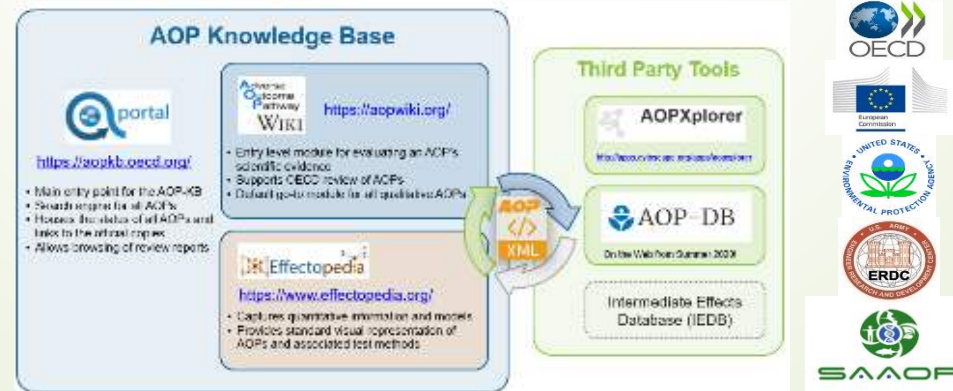 AOP Knowledge Base
portal
https://aopkb.oecd.org/
• Main entry point for the AOP-KB
• Search engine for all AOPs
• Houses the status of all AOPs and
links to the official copies
• Allows browsing of review reports
Adverse
Outcome
Pathway
WIKI
https://aopwiki.org/
• Entry level module for evaluating an AOP's
scientific evidence
• Supports OECD review of AOPs
• Default go-to module for all qualitative AOPs
Effectopedia
https://www.effectopedia.org/
• Captures quantitative information and models
• Provides standard visual representation of
AOPs and associated test methods
AOP
</>
XML
Third Party Tools
AOPXplorer
AOP-DB
On the Web from Summer 2020!
Intermediate Effects
Database (IEDB)
OECD
European
Commission
UNITED STATES
ENVIRONMENTAL PROTECTION AGENCY
U.S. ARMY
ERDC
ENGINEER RESEARCH AND DEVELOPMENT CENTER
SAAOP